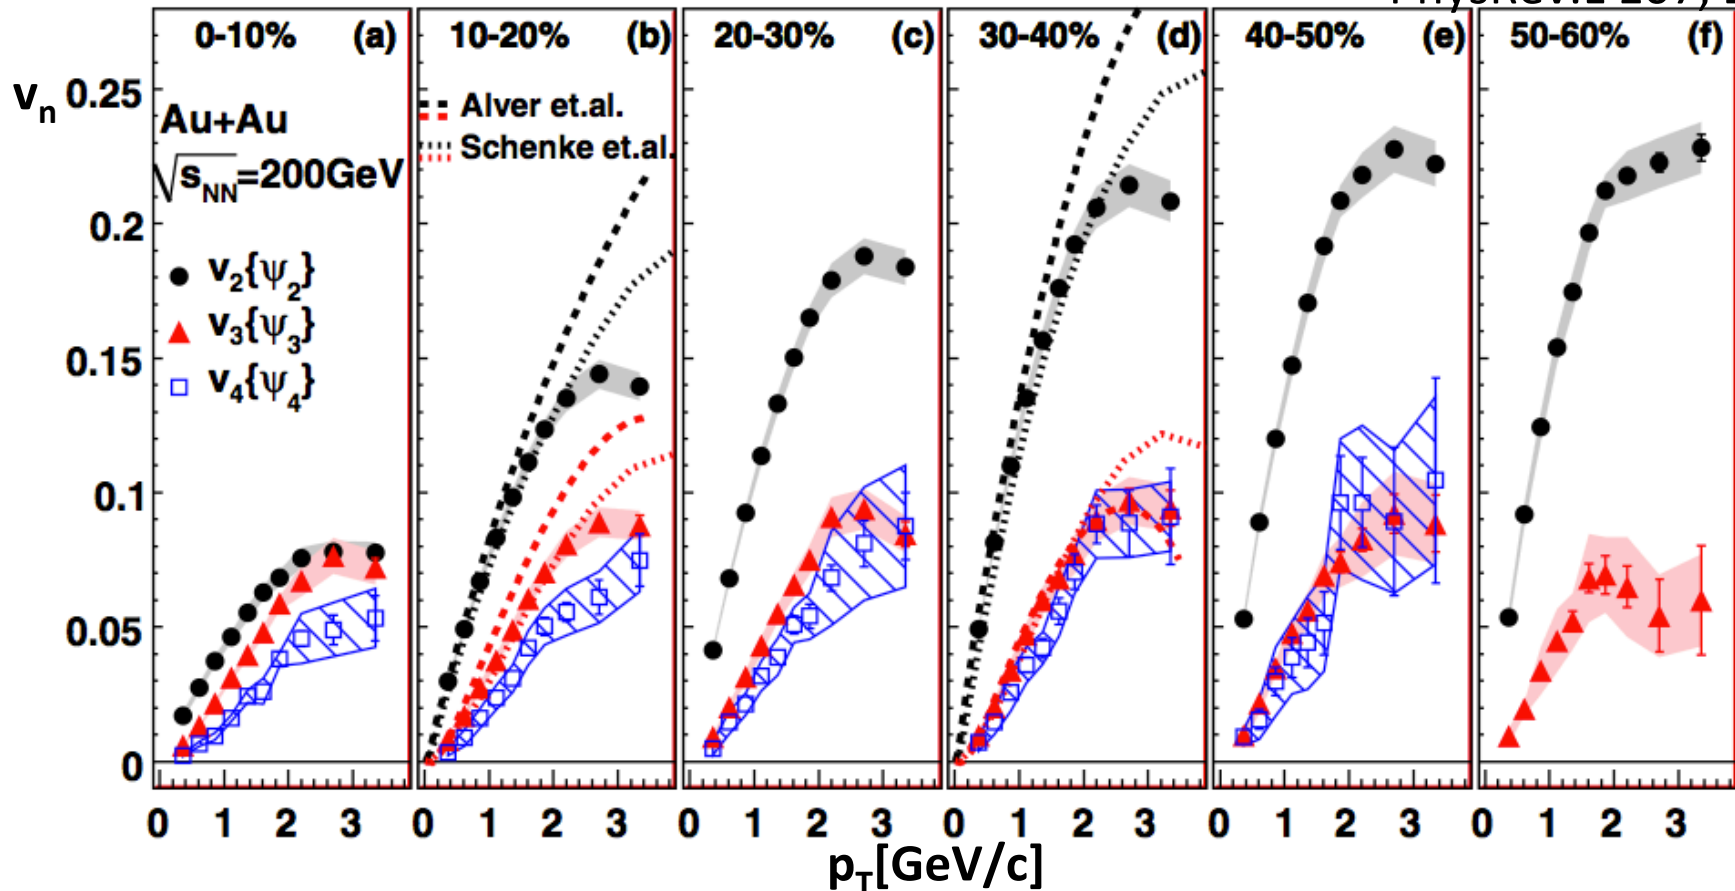 0-10% (a)
10-20% (b)
20-30% (c)
30-40% (d)
40-50% (e)
50-60% (f)
vn
0.25
0.2
0.15
0.1
0.05
0
Au+Au
√sNN=200GeV
v2{ψ2}
v3{ψ3}
v4{ψ4}
Alver et.al.
Schenke et.al.
0 1 2 3
0 1 2 3
0 1 2 3
0 1 2 3
0 1 2 3
0 1 2 3
pT[GeV/c]